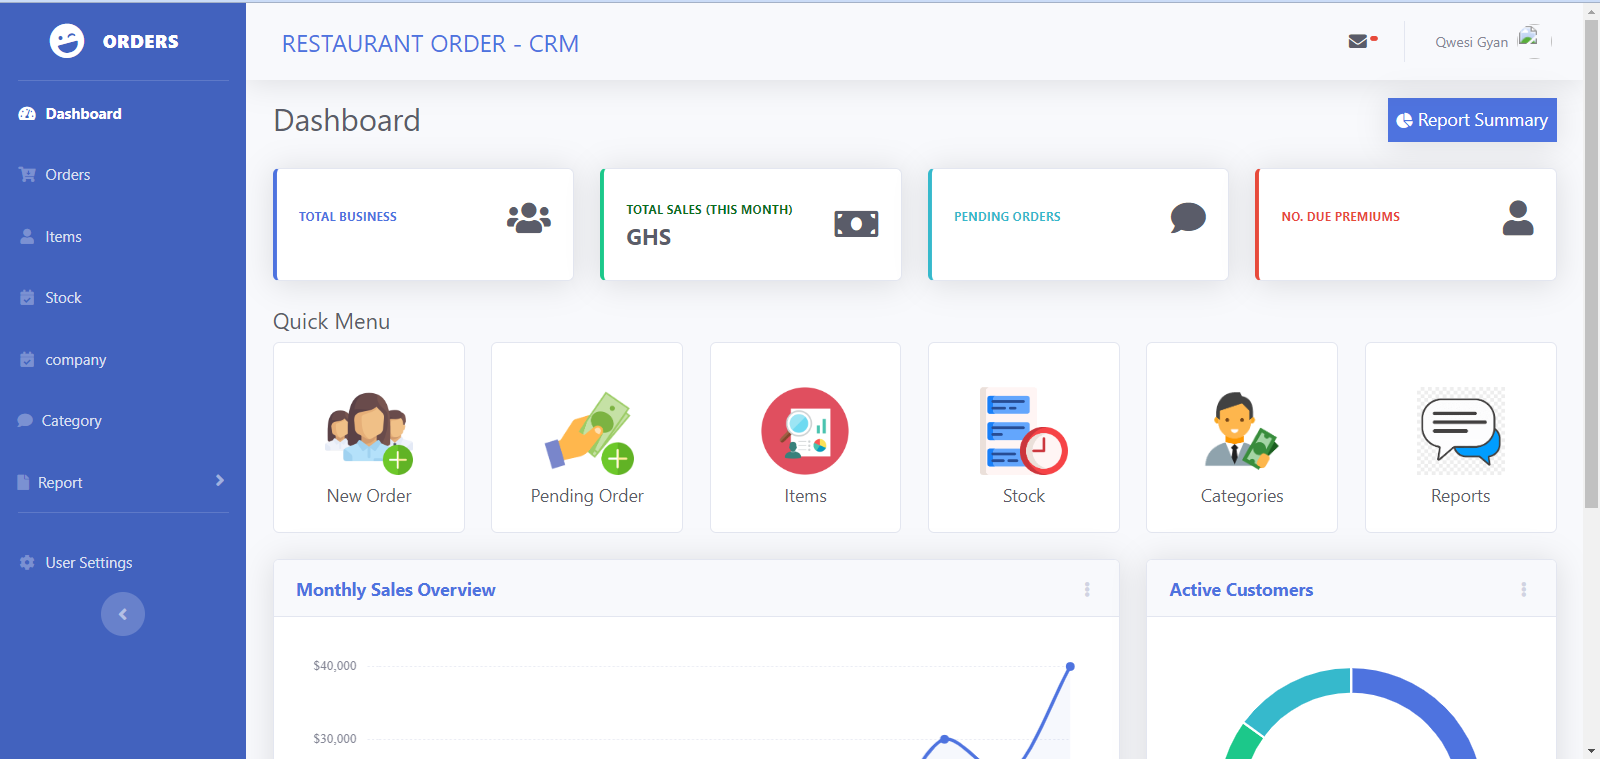 ORDERS
RESTAURANT ORDER - CRM
Qwesi Gyan
Dashboard
Orders
Items
Stock
company
Category
Report
User Settings
Dashboard
Report Summary
TOTAL BUSINESS
TOTAL SALES (THIS MONTH)
GHS
PENDING ORDERS
NO. DUE PREMIUMS
Quick Menu
New Order
Pending Order
Items
Stock
Categories
Reports
Monthly Sales Overview
$40,000
$30,000
Active Customers